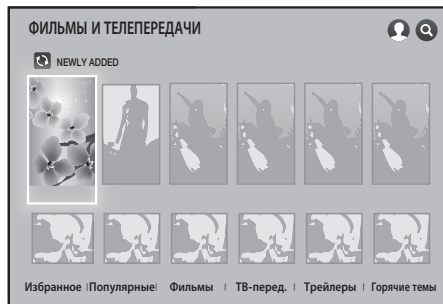 ФИЛЬМЫ И ТЕЛЕПЕРЕДАЧИ
NEWLY ADDED
Избранное | Популярные | Фильмы | ТВ-перед. | Трейлеры | Горячие темы